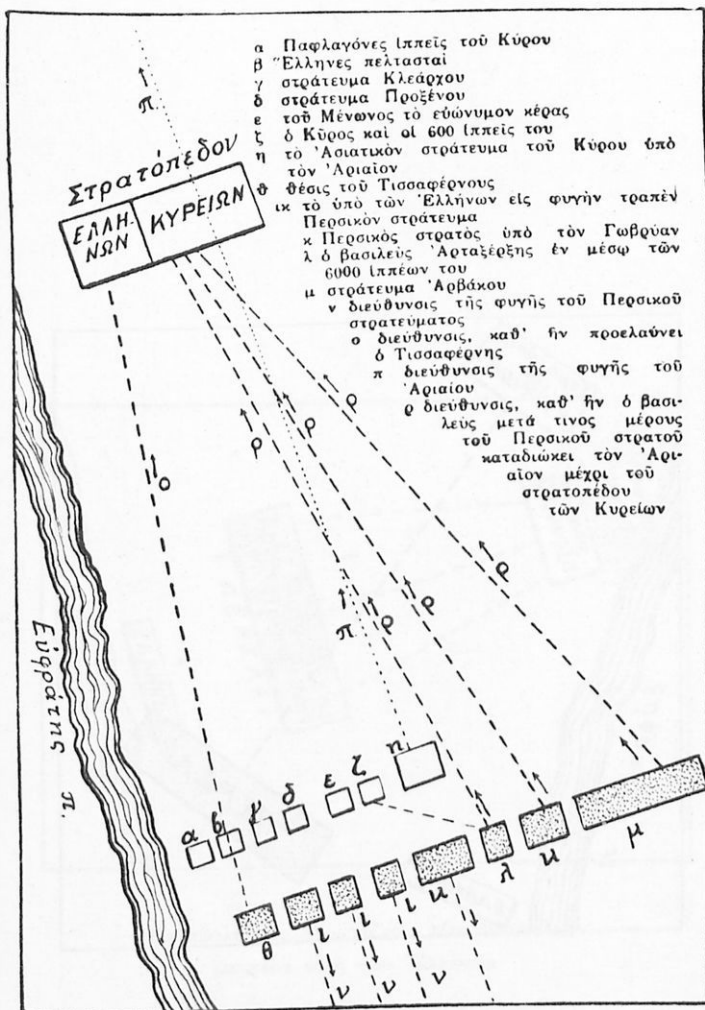 α Παφλαγόνες ἱππεῖς τοῦ Κύρου
β Ἕλληνες πελτασταὶ
γ στράτευμα Κλεάρχου
δ στράτευμα Προξένου
ε τοῦ Μένωνος τὸ εὐώνυμον κέρας
ζ ὁ Κῦρος καὶ οἱ 600 ἱππεῖς του
η τὸ Ἀσιατικὸν στράτευμα τοῦ Κύρου ὑπὸ
τὸν Ἀριαῖον
θ θέσις τοῦ Τισσαφέρνους
ικ τὸ ὑπὸ τῶν Ἑλλήνων εἰς φυγὴν τραπὲν
Περσικὸν στράτευμα
κ Περσικὸς στρατὸς ὑπὸ τὸν Γωβρύαν
λ ὁ βασιλεὺς Ἀρταξέρξης ἐν μέσῳ τῶν
6000 ἱππέων του
μ στράτευμα Ἀρβάκου
ν διεύθυνσις τῆς φυγῆς τοῦ Περσικοῦ
στρατεύματος
ο διεύθυνσις, καθ' ἣν προελαύνει
ὁ Τισσαφέρνης
π διεύθυνσις τῆς φυγῆς τοῦ
Ἀριαίου
ρ διεύθυνσις, καθ' ἣν ὁ βασι-
λεὺς μετά τινος μέρους
τοῦ Περσικοῦ στρατοῦ
καταδιώκει τὸν Ἀρι-
αῖον μέχρι τοῦ
στρατοπέδου
τῶν Κυρείων
π
Στρατόπεδον
ΕΛΛΗ-
ΝΩΝ
ΚΥΡΕΙΩΝ
ρ
ρ
ρ
ο
ρ
ρ
π
Εὐφράτης π.
α
β
γ
δ
ε
ζ
η
θ
ι
ι
ι
κ
λ
κ
μ
ν
ν
ν